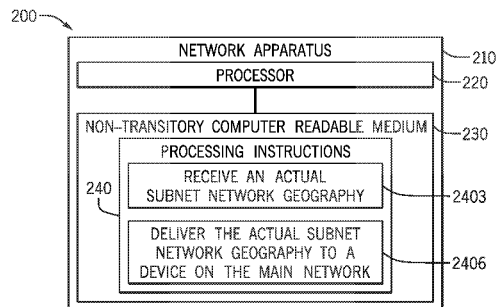 200
NETWORK APPARATUS
210
PROCESSOR
220
NON-TRANSITORY COMPUTER READABLE MEDIUM
230
PROCESSING INSTRUCTIONS
240
RECEIVE AN ACTUAL
SUBNET NETWORK GEOGRAPHY
2403
DELIVER THE ACTUAL SUBNET
NETWORK GEOGRAPHY TO A
DEVICE ON THE MAIN NETWORK
2406